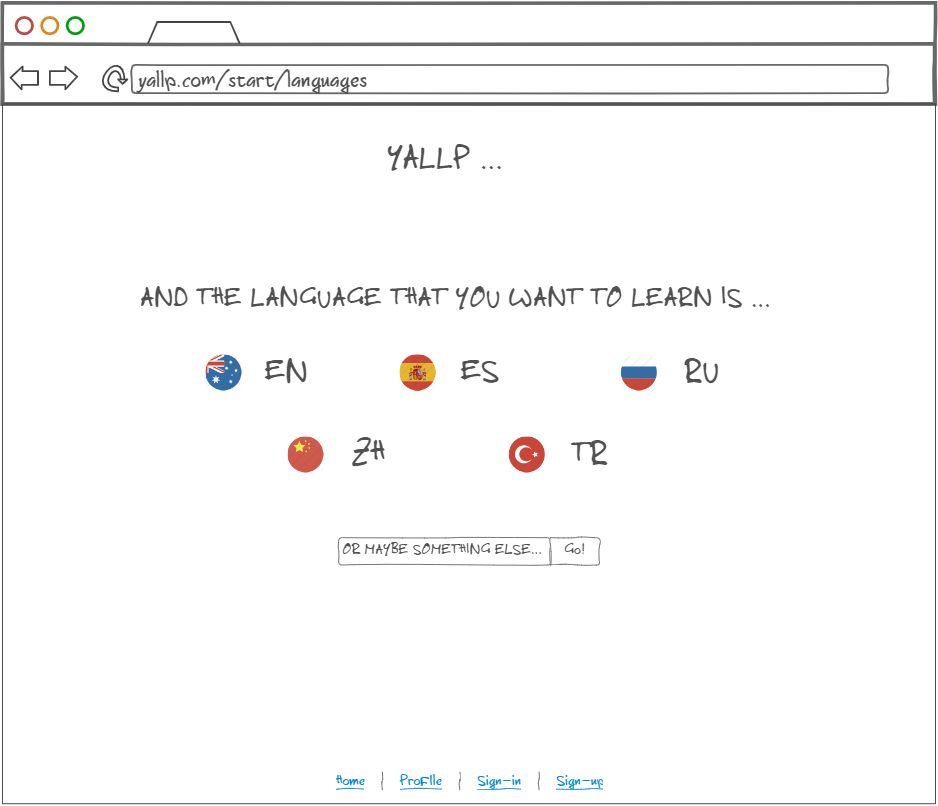 yallp.com/start/languages
YALLP ...
AND THE LANGUAGE THAT YOU WANT TO LEARN IS ...
EN ES RU
ZH TR
OR MAYBE SOMETHING ELSE... Go!
Home | Profile | Sign-in | Sign-up